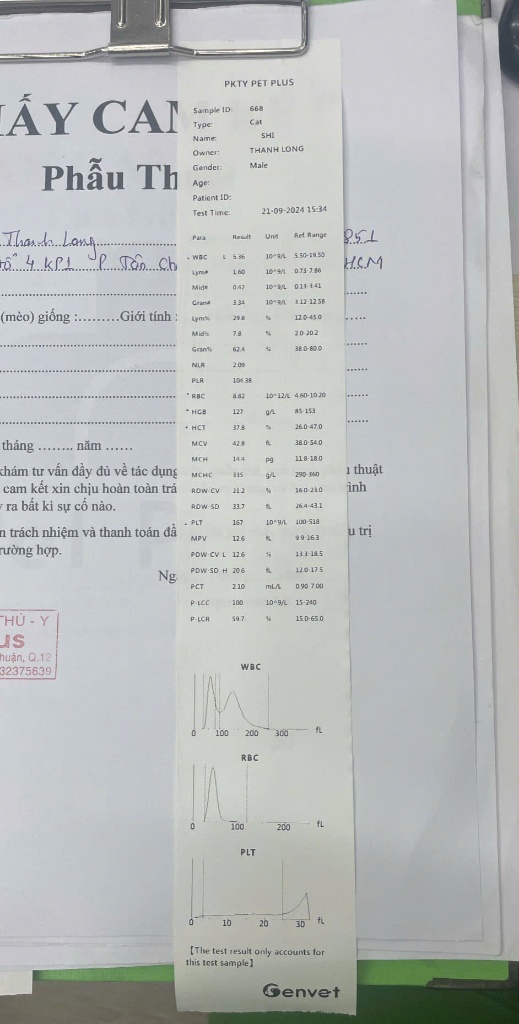 PKTY PET PLUS
Sample ID: 668
Type: Cat
Name: SHI
Owner: THANH LONG
Gender: Male
Age:
Patient ID:
Test Time: 21-09-2024 15:34
Para Result Unit Ref Range
WBC L 5.36 10^9/L 5.50-19.50
Lym# 1.60 10^9/L 0.73-7.86
Mid# 0.42 10^9/L 0.13-1.41
Gran# 3.34 10^9/L 3.12-12.58
Lym% 29.8 % 12.0-45.0
Mid% 7.8 % 2.0-20.2
Gran% 62.4 % 38.0-80.0
NLR 2.09
PLR 104.38
RBC 8.82 10^12/L 4.60-10.20
HGB 127 g/L 85-153
HCT 37.8 % 26.0-47.0
MCV 42.8 fL 38.0-54.0
MCH 14.4 pg 11.8-18.0
MCHC 335 g/L 290-360
RDW-CV 21.2 % 16.0-23.0
RDW-SD 33.7 fL 26.4-43.1
PLT 167 10^9/L 100-518
MPV 12.6 fL 9.9-16.3
PDW-CV L 12.6 % 13.3-18.5
PDW-SD H 20.6 fL 12.0-17.5
PCT 2.10 mL/L 0.90-7.00
P-LCC 100 10^9/L 15-240
P-LCR 59.7 % 15.0-65.0
WBC
0 100 200 300 fL
RBC
0 100 200 fL
PLT
0 10 20 30 fL
【The test result only accounts for
this test sample】
Genvet
ẤY CAM
Phẫu Th
Thanh Long 851
tổ 4 KP1 P Tân Ch HCM
(mèo) giống :.........Giới tính :
tháng ........ năm ......
khám tư vấn đầy đủ về tác dụng thuật
cam kết xin chịu hoàn toàn trá ình
ra bất kì sự cố nào.
n trách nhiệm và thanh toán đầ u trị
rường hợp.
Ng
THÚ - Y
us
huận, Q.12
32375639